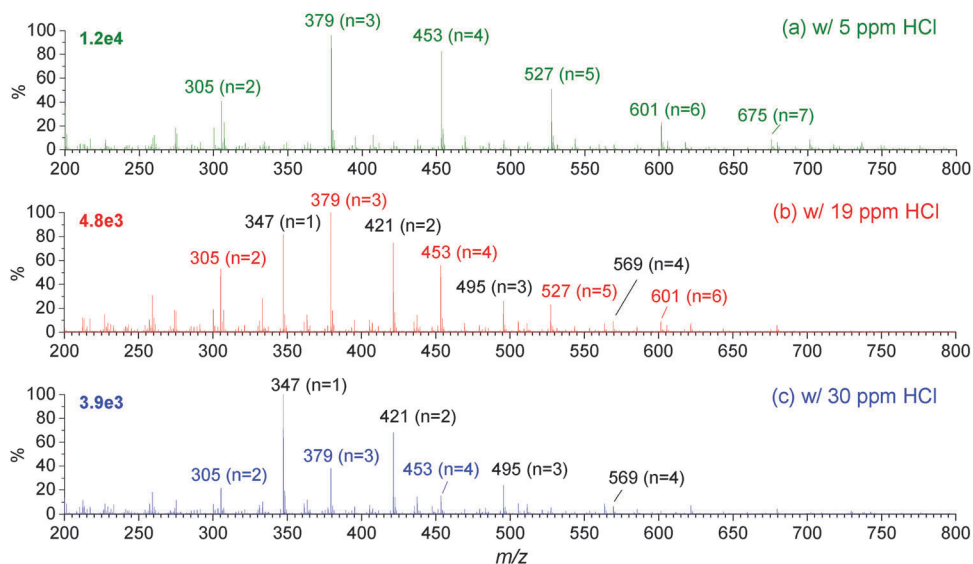 379 (n=3)
(a) w/ 5 ppm HCl
100
1.2e4
453 (n=4)
80
527 (n=5)
60
%
305 (n=2)
40
601 (n=6)
675 (n=7)
20
0
200 250 300 350 400 450 500 550 600 650 700 750 800
379 (n=3)
(b) w/ 19 ppm HCl
100
4.8e3
347 (n=1)
421 (n=2)
80
305 (n=2)
453 (n=4)
60
%
569 (n=4)
495 (n=3)
40
527 (n=5)
601 (n=6)
20
0
200 250 300 350 400 450 500 550 600 650 700 750 800
347 (n=1)
(c) w/ 30 ppm HCl
100
3.9e3
421 (n=2)
80
60
%
379 (n=3)
305 (n=2)
453 (n=4)
495 (n=3)
569 (n=4)
40
20
0
200 250 300 350 400 450 500 550 600 650 700 750 800
m/z